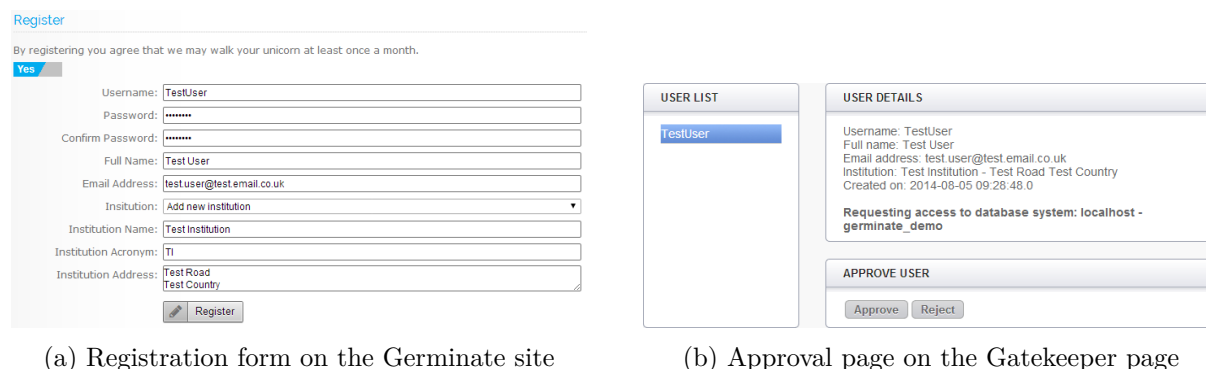 Register
By registering you agree that we may walk your unicorn at least once a month.
Yes
Username: TestUser
Password: ••••••••
Confirm Password: ••••••••
Full Name: Test User
Email Address: test.user@test.email.co.uk
Insitution: Add new institution
Institution Name: Test Institution
Institution Acronym: TI
Institution Address: Test Road
Test Country
Register
(a) Registration form on the Germinate site
USER LIST
TestUser
USER DETAILS
Username: TestUser
Full name: Test User
Email address: test.user@test.email.co.uk
Institution: Test Institution - Test Road Test Country
Created on: 2014-08-05 09:28:48.0
Requesting access to database system: localhost -
germinate_demo
APPROVE USER
Approve Reject
(b) Approval page on the Gatekeeper page